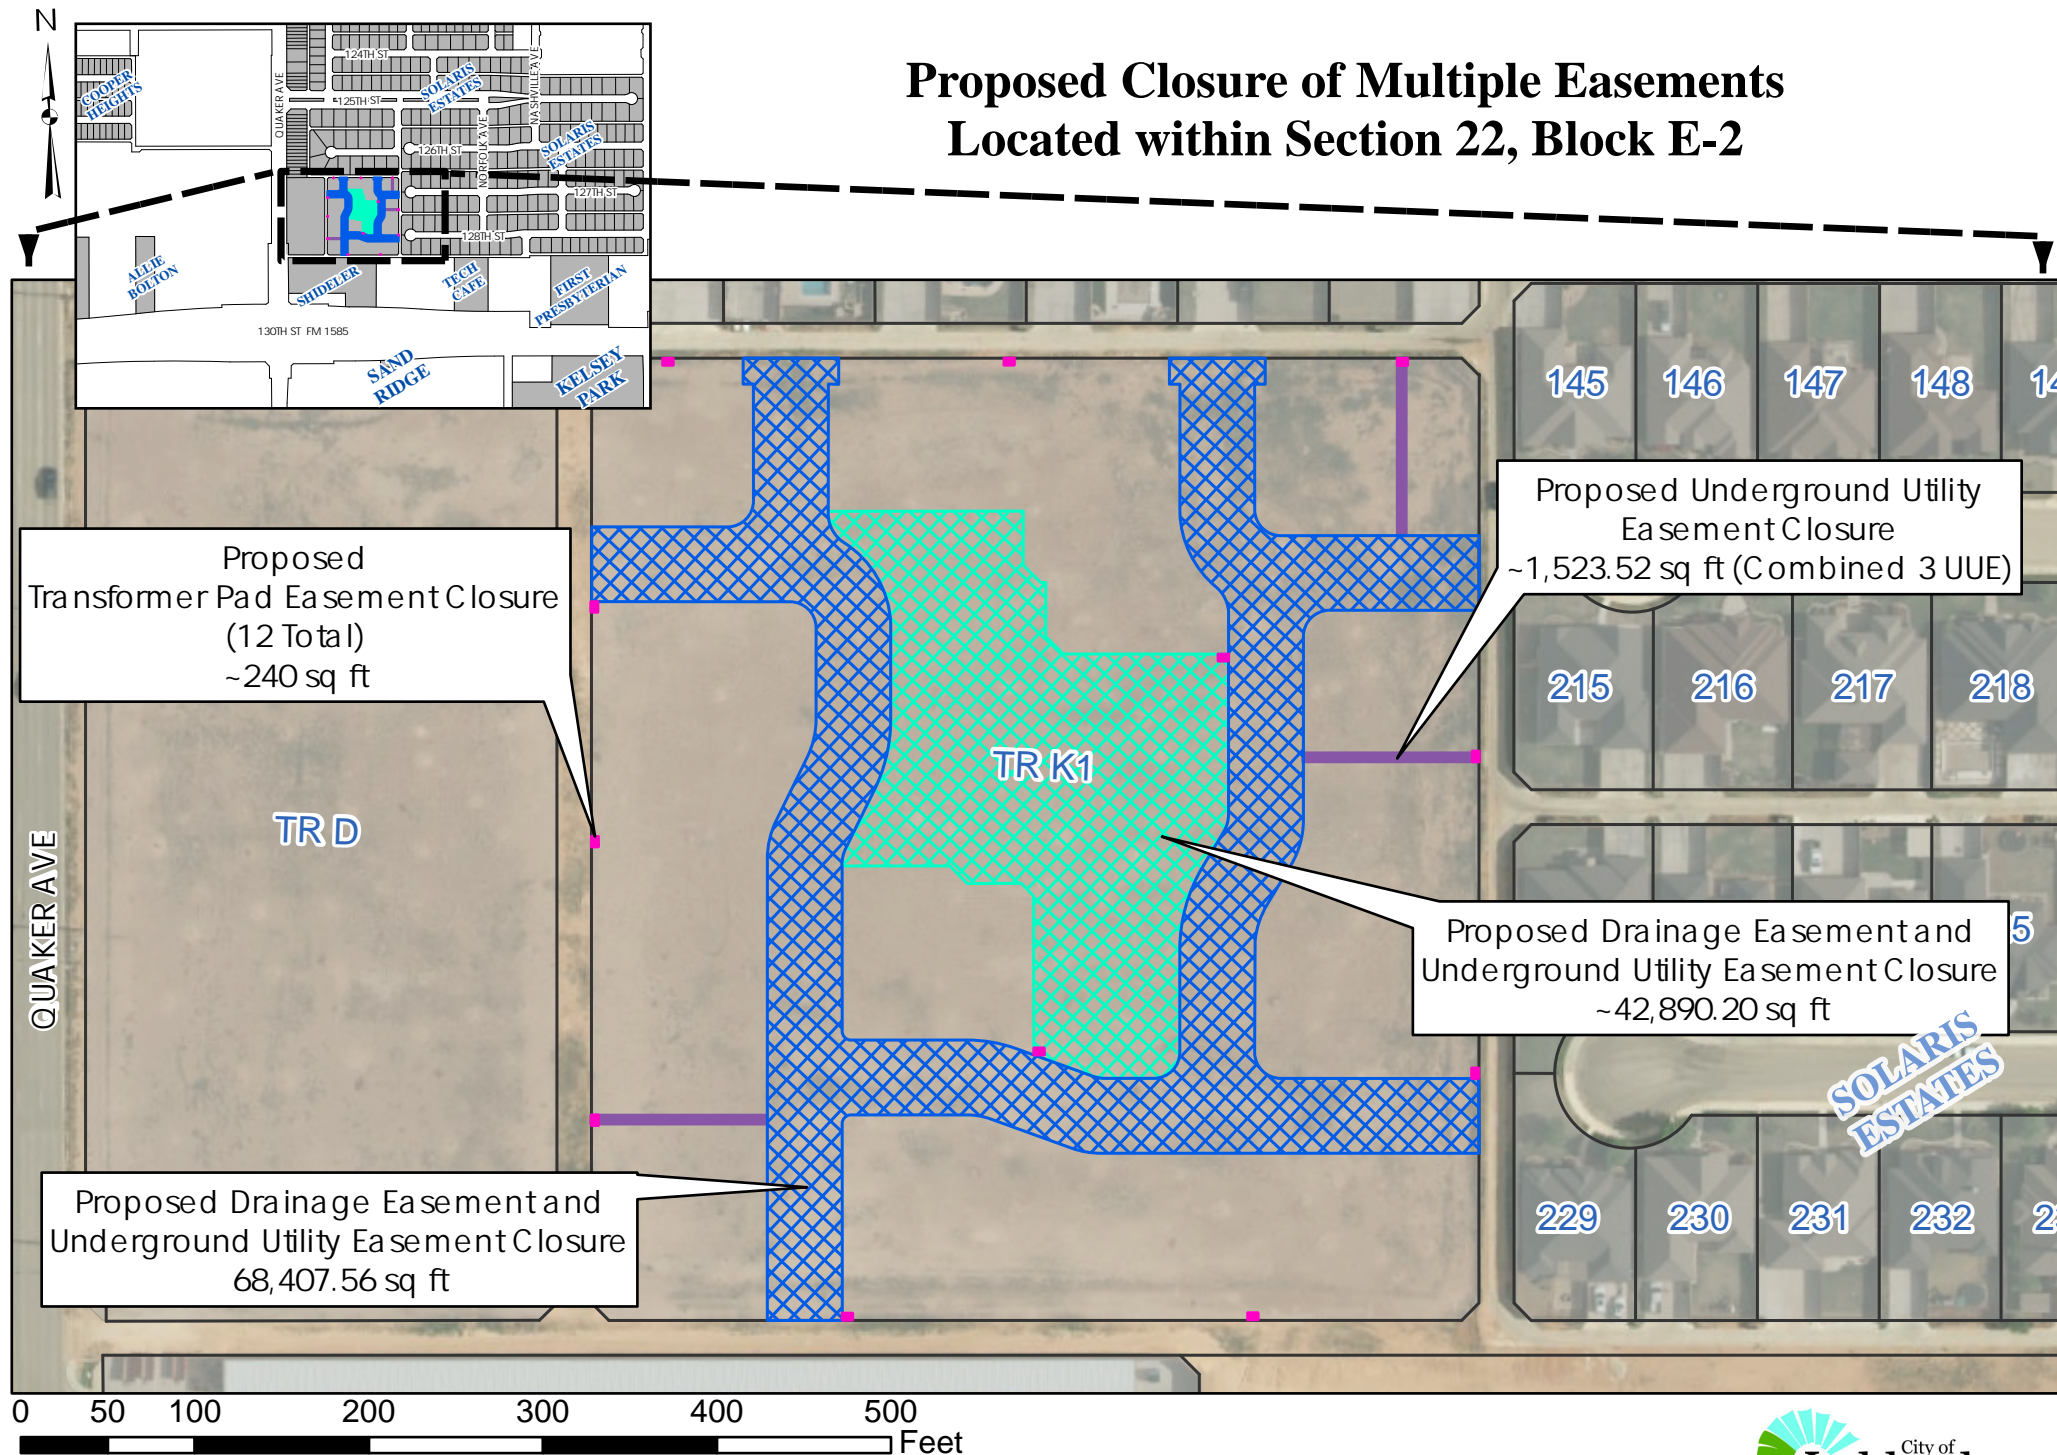 N
Proposed Closure of Multiple Easements
Located within Section 22, Block E-2
COOPER
HEIGHTS
QUAKER AVE
124TH ST
SOLARIS
ESTATES
NASHVILLE AVE
125TH ST
NORFOLK AVE
126TH ST
SOLARIS
ESTATES
127TH ST
128TH ST
ALLIE
BOLTON
SHIDELER
TECH
CAFE
FIRST
PRESBYTERIAN
130TH ST FM 1585
SAND
RIDGE
KELSEY
PARK
145
146
147
148
14
Proposed Underground Utility
Easement Closure
~1,523.52 sq ft (Combined 3 UUE)
Proposed
Transformer Pad Easement Closure
(12 Total)
~240 sq ft
215
216
217
218
TR K1
TR D
QUAKER AVE
5
Proposed Drainage Easement and
Underground Utility Easement Closure
~42,890.20 sq ft
SOLARIS
ESTATES
Proposed Drainage Easement and
Underground Utility Easement Closure
68,407.56 sq ft
229
230
231
232
23
0 50 100 200 300 400 500
Feet
City of